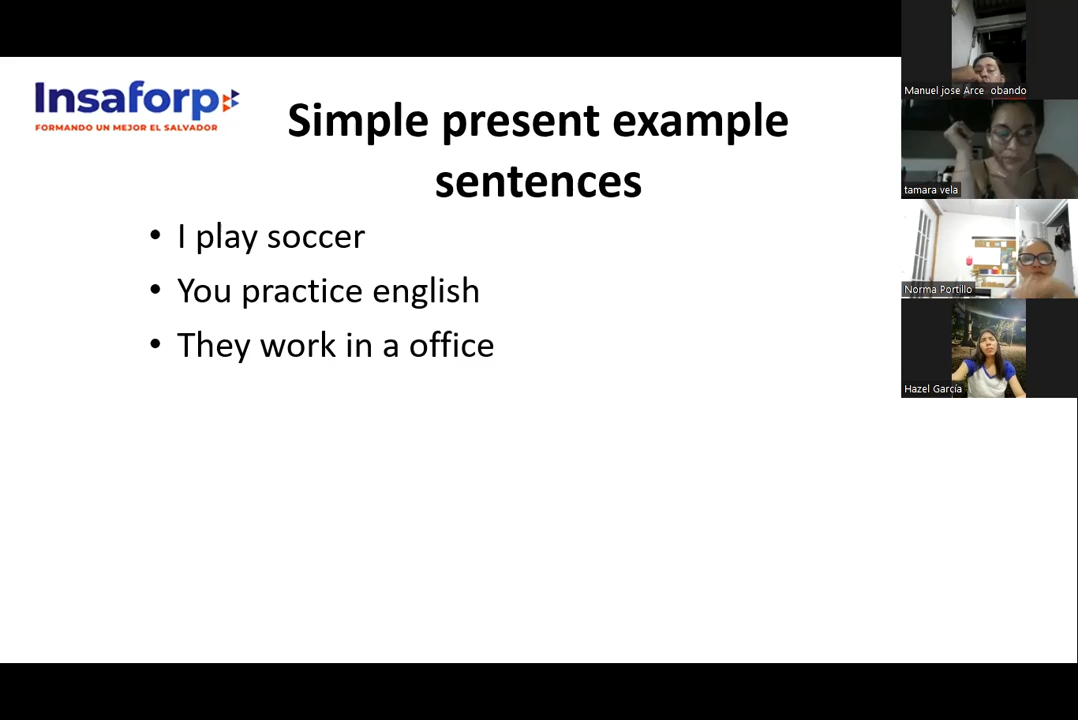 Insaforp
FORMANDO UN MEJOR EL SALVADOR
Simple present example
sentences
• I play soccer
• You practice english
• They work in a office
Manuel jose Arce obando
tamara vela
Norma Portillo
Hazel García